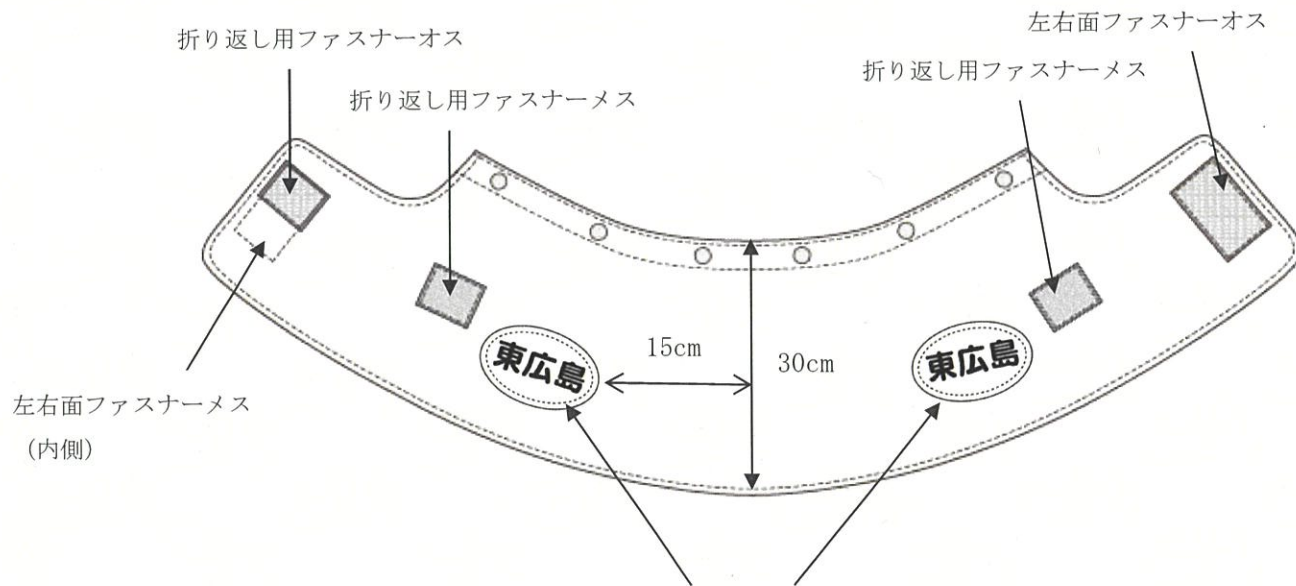 左右面ファスナーオス
折り返し用ファスナーオス
折り返し用ファスナーメス
折り返し用ファスナーメス
15cm
30cm
東広島
東広島
左右面ファスナーメス
(内側)